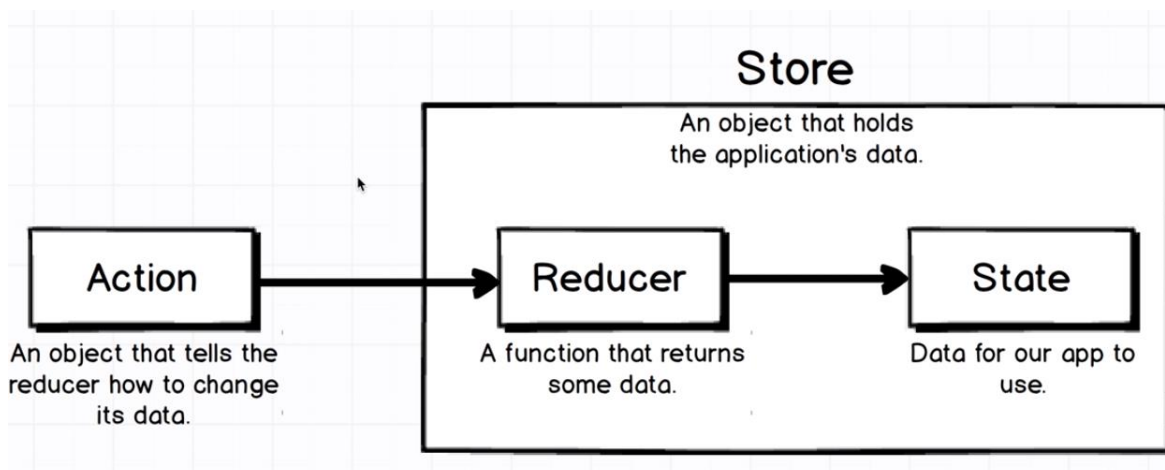 Store
An object that holds
the application's data.
Action
Reducer
State
An object that tells the
reducer how to change
its data.
A function that returns
some data.
Data for our app to
use.